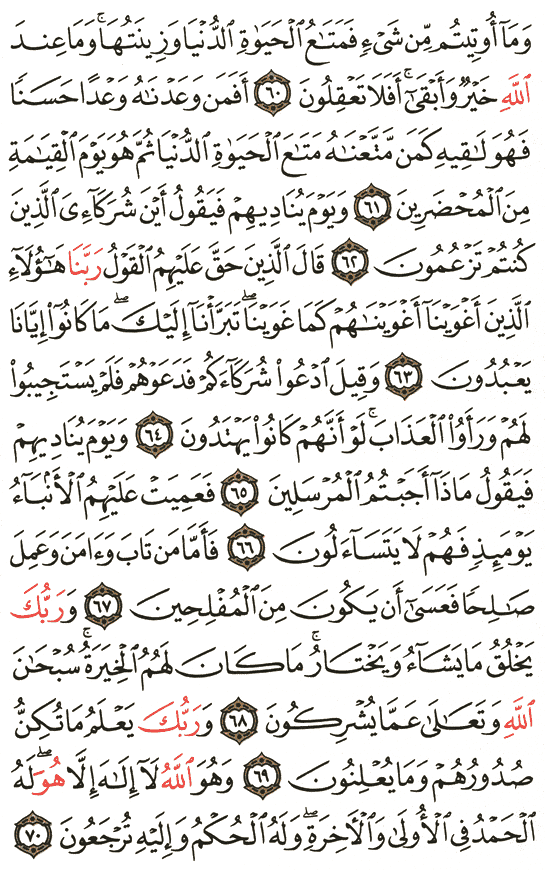 وَمَآ أُوتِيتُم مِّن شَىْءٍ فَمَتَـٰعُ ٱلْحَيَوٰةِ ٱلدُّنْيَا وَزِينَتُهَا ۚ وَمَا عِندَ
ٱللَّهِ خَيْرٌ وَأَبْقَىٰٓ ۚ أَفَلَا تَعْقِلُونَ ٦٠ أَفَمَن وَعَدْنَـٰهُ وَعْدًا حَسَنًا
فَهُوَ لَـٰقِيهِ كَمَن مَّتَّعْنَـٰهُ مَتَـٰعَ ٱلْحَيَوٰةِ ٱلدُّنْيَا ثُمَّ هُوَ يَوْمَ ٱلْقِيَـٰمَةِ
مِنَ ٱلْمُحْضَرِينَ ٦١ وَيَوْمَ يُنَادِيهِمْ فَيَقُولُ أَيْنَ شُرَكَآءِىَ ٱلَّذِينَ
كُنتُمْ تَزْعُمُونَ ٦٢ قَالَ ٱلَّذِينَ حَقَّ عَلَيْهِمُ ٱلْقَوْلُ رَبَّنَا هَـٰٓؤُلَآءِ
ٱلَّذِينَ أَغْوَيْنَآ أَغْوَيْنَـٰهُمْ كَمَا غَوَيْنَا ۖ تَبَرَّأْنَآ إِلَيْكَ ۖ مَا كَانُوٓا۟ إِيَّانَا
يَعْبُدُونَ ٦٣ وَقِيلَ ٱدْعُوا۟ شُرَكَآءَكُمْ فَدَعَوْهُمْ فَلَمْ يَسْتَجِيبُوا۟
لَهُمْ وَرَأَوُا۟ ٱلْعَذَابَ ۚ لَوْ أَنَّهُمْ كَانُوا۟ يَهْتَدُونَ ٦٤ وَيَوْمَ يُنَادِيهِمْ
فَيَقُولُ مَاذَآ أَجَبْتُمُ ٱلْمُرْسَلِينَ ٦٥ فَعَمِيَتْ عَلَيْهِمُ ٱلْأَنۢبَآءُ
يَوْمَئِذٍ فَهُمْ لَا يَتَسَآءَلُونَ ٦٦ فَأَمَّا مَن تَابَ وَءَامَنَ وَعَمِلَ
صَـٰلِحًا فَعَسَىٰٓ أَن يَكُونَ مِنَ ٱلْمُفْلِحِينَ ٦٧ وَرَبُّكَ
يَخْلُقُ مَا يَشَآءُ وَيَخْتَارُ ۗ مَا كَانَ لَهُمُ ٱلْخِيَرَةُ ۚ سُبْحَـٰنَ
ٱللَّهِ وَتَعَـٰلَىٰ عَمَّا يُشْرِكُونَ ٦٨ وَرَبُّكَ يَعْلَمُ مَا تُكِنُّ
صُدُورُهُمْ وَمَا يُعْلِنُونَ ٦٩ وَهُوَ ٱللَّهُ لَآ إِلَـٰهَ إِلَّا هُوَ ۖ لَهُ
ٱلْحَمْدُ فِى ٱلْأُولَىٰ وَٱلْـَٔاخِرَةِ ۖ وَلَهُ ٱلْحُكْمُ وَإِلَيْهِ تُرْجَعُونَ ٧٠